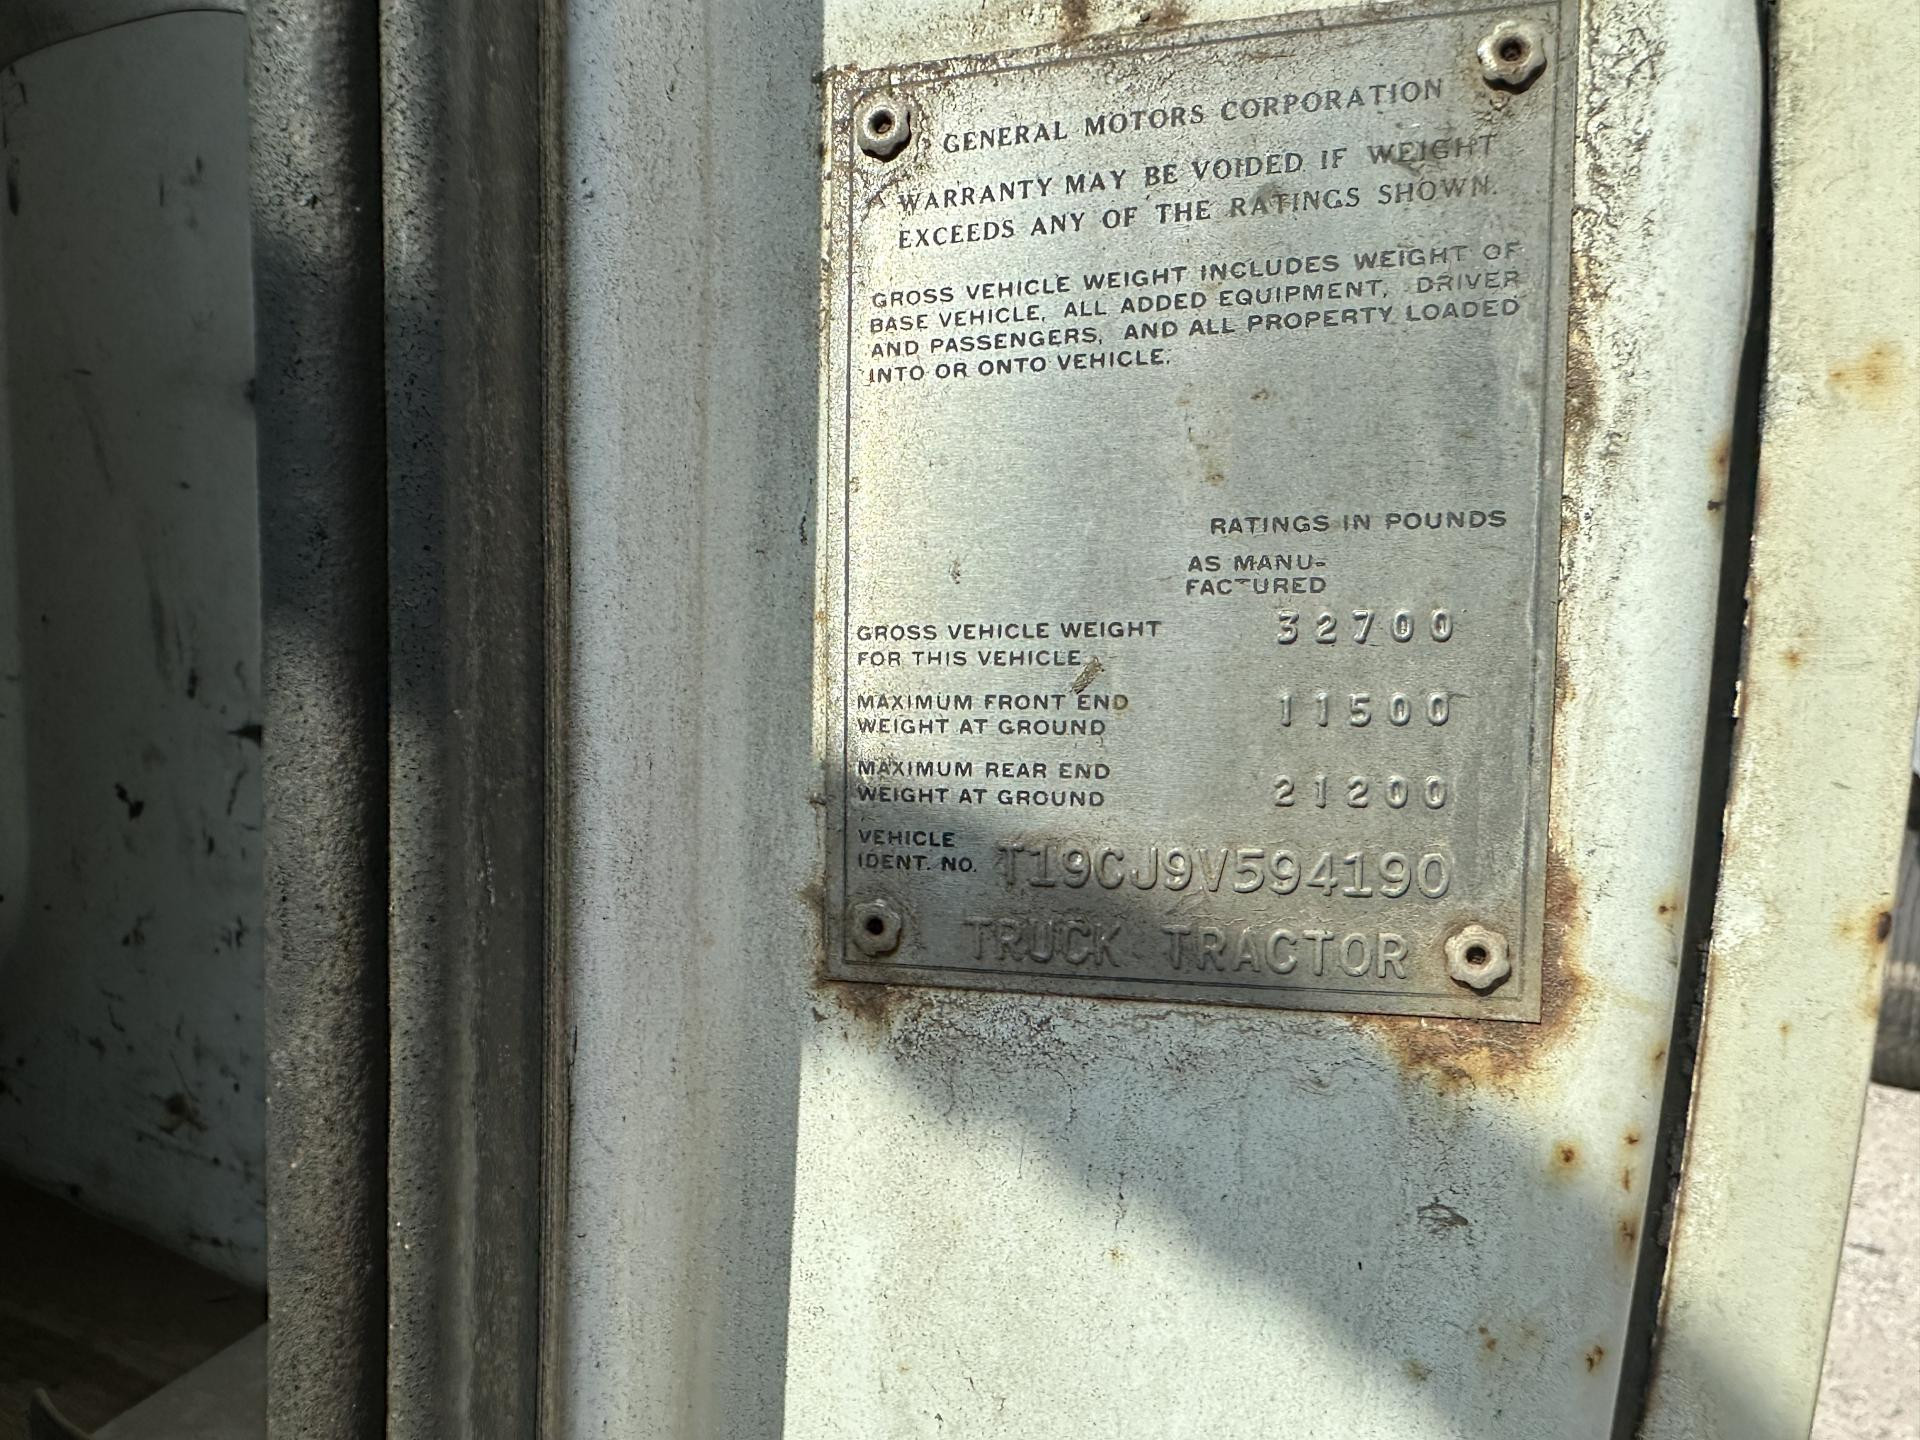 GENERAL MOTORS CORPORATION
WARRANTY MAY BE VOIDED IF WEIGHT
EXCEEDS ANY OF THE RATINGS SHOWN.
GROSS VEHICLE WEIGHT INCLUDES WEIGHT OF
BASE VEHICLE, ALL ADDED EQUIPMENT, DRIVER
AND PASSENGERS, AND ALL PROPERTY LOADED
INTO OR ONTO VEHICLE.
RATINGS IN POUNDS
AS MANU-
FACTURED
GROSS VEHICLE WEIGHT 32700
FOR THIS VEHICLE
MAXIMUM FRONT END 11500
WEIGHT AT GROUND
MAXIMUM REAR END
WEIGHT AT GROUND 21200
VEHICLE
IDENT. NO. T19CJ9V594190
TRUCK TRACTOR